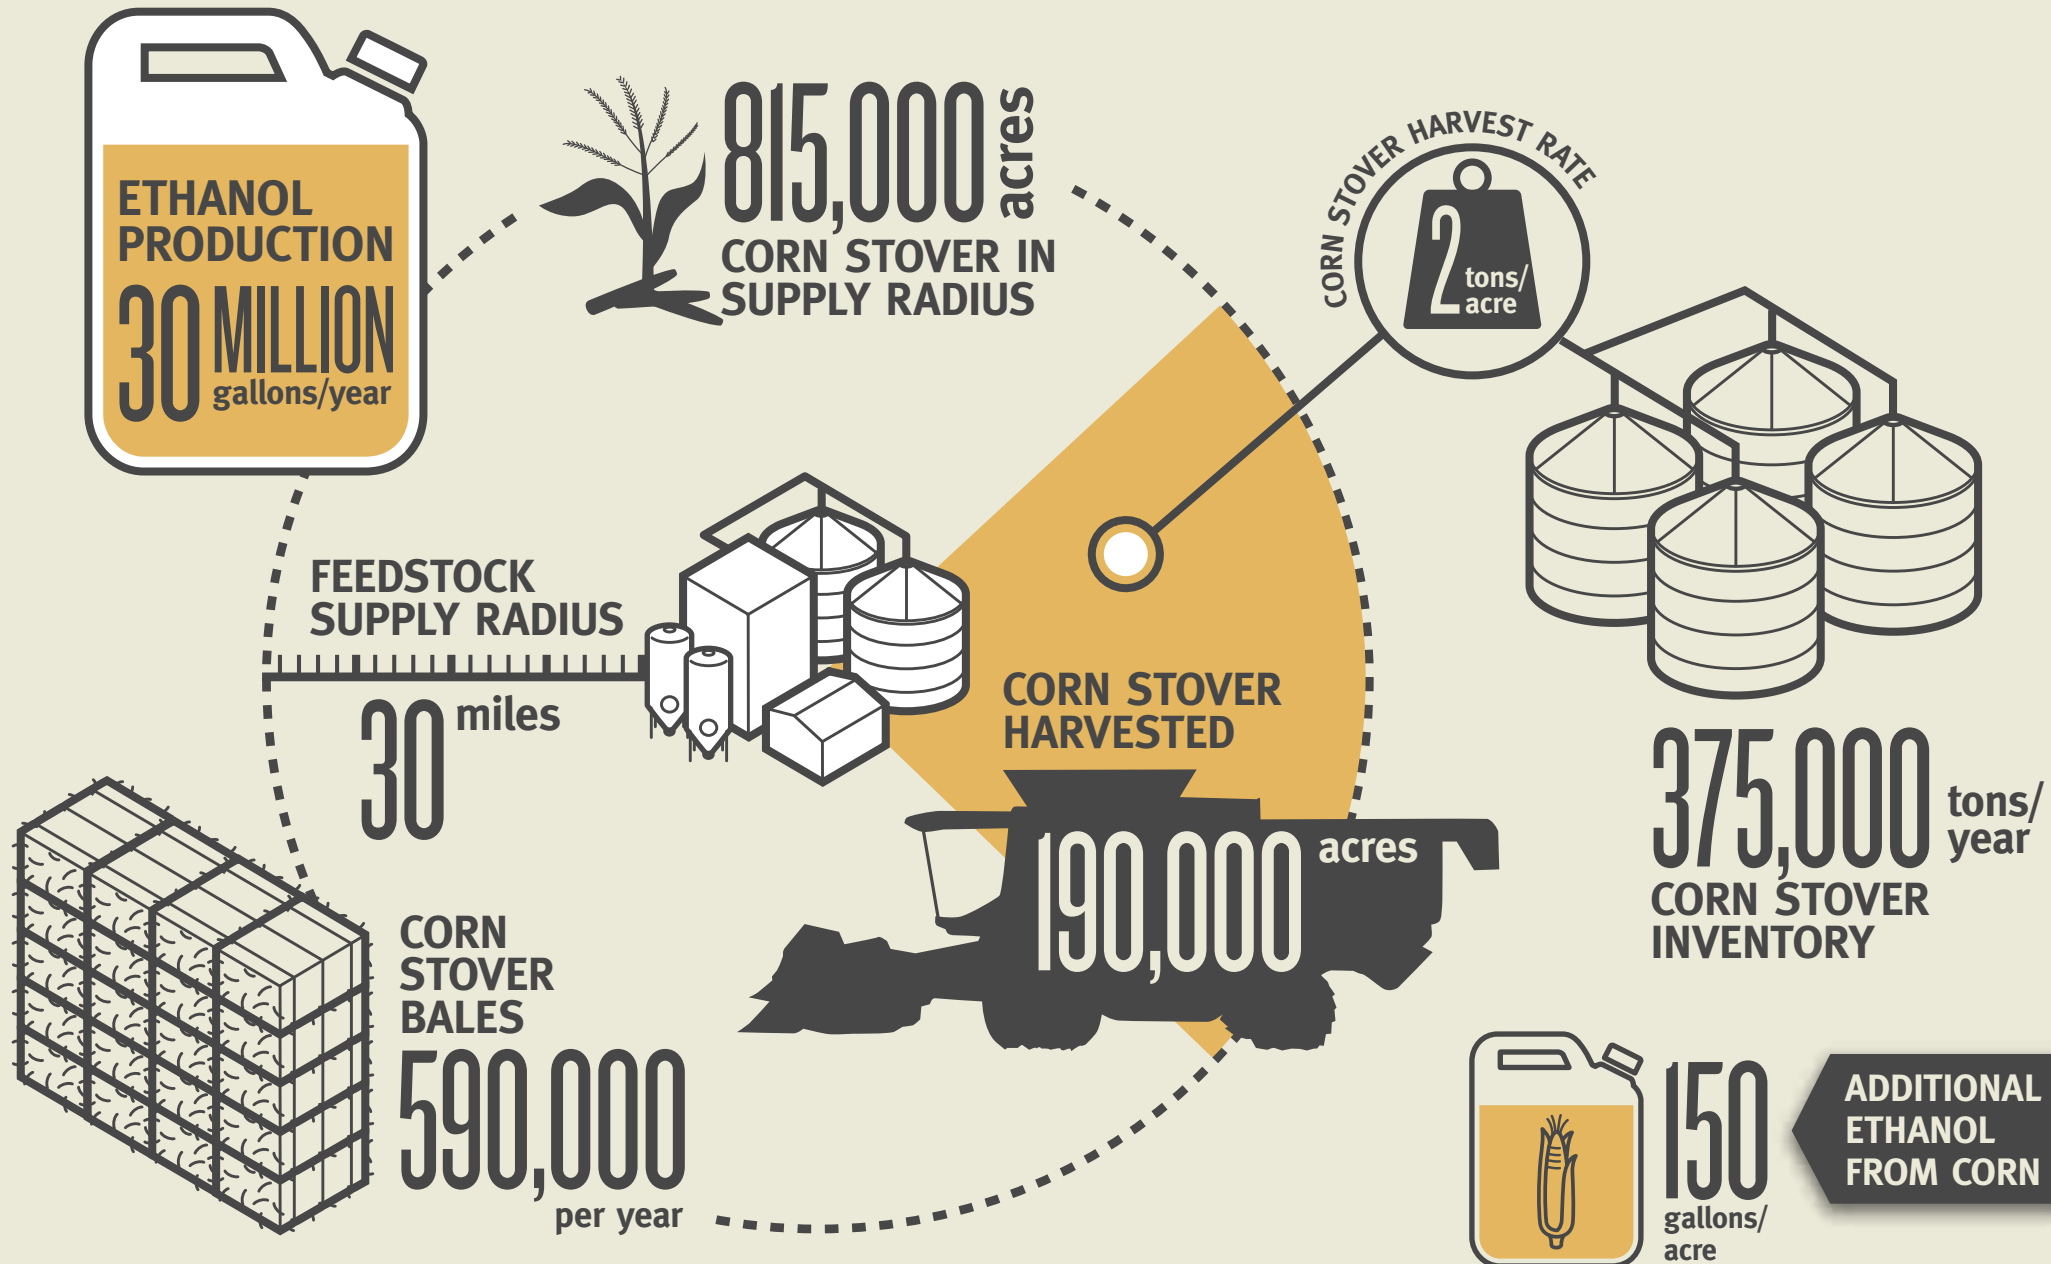 ETHANOL
PRODUCTION
30 MILLION
gallons/year
815,000 acres
CORN STOVER IN
SUPPLY RADIUS
CORN STOVER HARVEST RATE
2 tons/
acre
FEEDSTOCK
SUPPLY RADIUS
30 miles
CORN STOVER
HARVESTED
190,000 acres
375,000 tons/
year
CORN STOVER
INVENTORY
CORN
STOVER
BALES
590,000
per year
150
gallons/
acre
ADDITIONAL
ETHANOL
FROM CORN